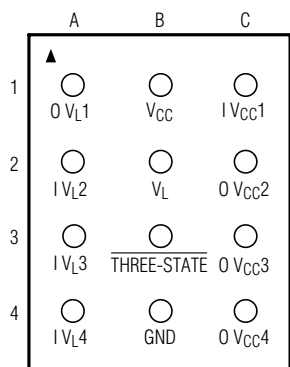 A B C
1
O VL1 VCC I VCC1
2
I VL2 VL O VCC2
3
I VL3 THREE-STATE O VCC3
4
I VL4 GND O VCC4